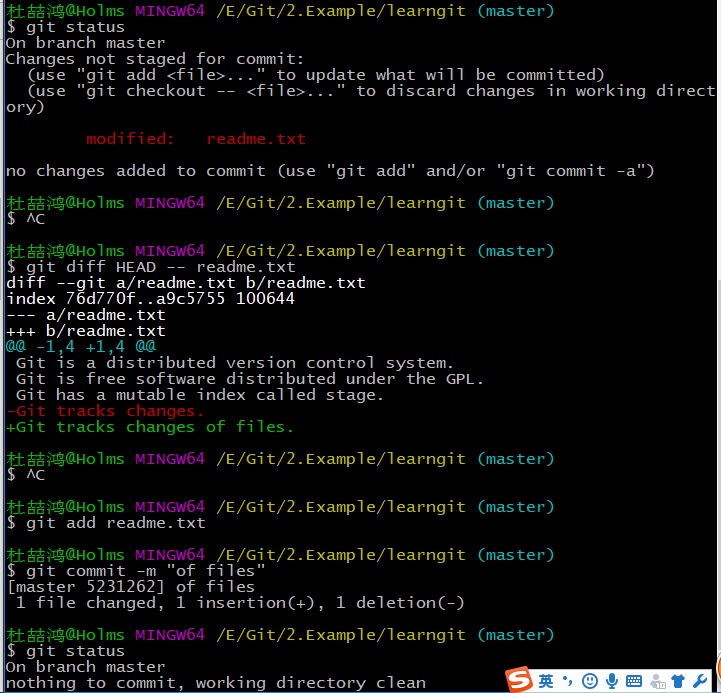 杜喆鸿@Holms MINGW64 /E/Git/2.Example/learngit (master)
$ git status
On branch master
Changes not staged for commit:
  (use "git add <file>..." to update what will be committed)
  (use "git checkout -- <file>..." to discard changes in working direct
ory)

        modified:   readme.txt

no changes added to commit (use "git add" and/or "git commit -a")

杜喆鸿@Holms MINGW64 /E/Git/2.Example/learngit (master)
$ ^C

杜喆鸿@Holms MINGW64 /E/Git/2.Example/learngit (master)
$ git diff HEAD -- readme.txt
diff --git a/readme.txt b/readme.txt
index 76d770f..a9c5755 100644
--- a/readme.txt
+++ b/readme.txt
@@ -1,4 +1,4 @@
 Git is a distributed version control system.
 Git is free software distributed under the GPL.
 Git has a mutable index called stage.
-Git tracks changes.
+Git tracks changes of files.

杜喆鸿@Holms MINGW64 /E/Git/2.Example/learngit (master)
$ ^C

杜喆鸿@Holms MINGW64 /E/Git/2.Example/learngit (master)
$ git add readme.txt

杜喆鸿@Holms MINGW64 /E/Git/2.Example/learngit (master)
$ git commit -m "of files"
[master 5231262] of files
 1 file changed, 1 insertion(+), 1 deletion(-)

杜喆鸿@Holms MINGW64 /E/Git/2.Example/learngit (master)
$ git status
On branch master
nothing to commit, working directory clean
S 英